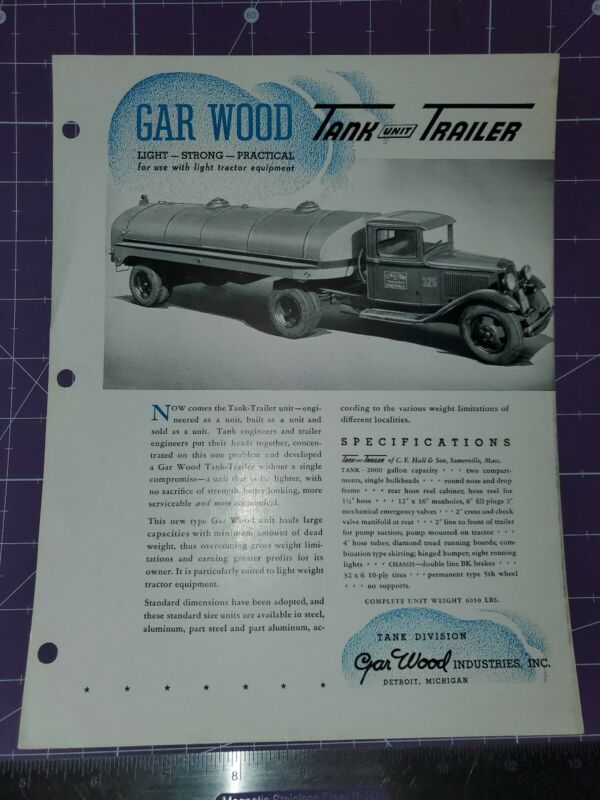 GAR WOOD TANK UNIT TRAILER
LIGHT — STRONG — PRACTICAL
for use with light tractor equipment
325
NOW comes the Tank-Trailer unit—engi-
neered as a unit, built as a unit and
sold as a unit. Tank engineers and trailer
engineers put their heads together, concen-
trated on this one problem and developed
a Gar Wood Tank-Trailer without a single
compromise—a unit that is far lighter, with
no sacrifice of strength, better looking, more
serviceable and more economical.
This new type Gar Wood unit hauls large
capacities with minimum amount of dead
weight, thus overcoming gross weight limi-
tations and earning greater profits for its
owner. It is particularly suited to light weight
tractor equipment.
Standard dimensions have been adopted, and
these standard size units are available in steel,
aluminum, part steel and part aluminum, ac-
cording to the various weight limitations of
different localities.
SPECIFICATIONS
TANK UNIT TRAILER of C. E. Hall & Son, Somerville, Mass.
TANK—2000 gallon capacity · · · two compart-
ments, single bulkheads · · · round nose and drop
frame · · · rear hose reel cabinet; hose reel for
1½" hose · · · 12" x 16" manholes, 8" fill plugs 2"
mechanical emergency valves · · · 2" cross and check
valve manifold at rear · · · 2" line to front of trailer
for pump suction; pump mounted on tractor · · ·
4" hose tubes; diamond tread running boards; com-
bination type skirting; hinged bumper; eight running
lights · · · CHASSIS—double line BK brakes · · ·
32 x 6 10-ply tires · · · permanent type 5th wheel
· · · no supports.
COMPLETE UNIT WEIGHT 6050 LBS.
TANK DIVISION
Gar Wood INDUSTRIES, INC.
DETROIT, MICHIGAN
8
Magnetic Stainless Steel Ruler